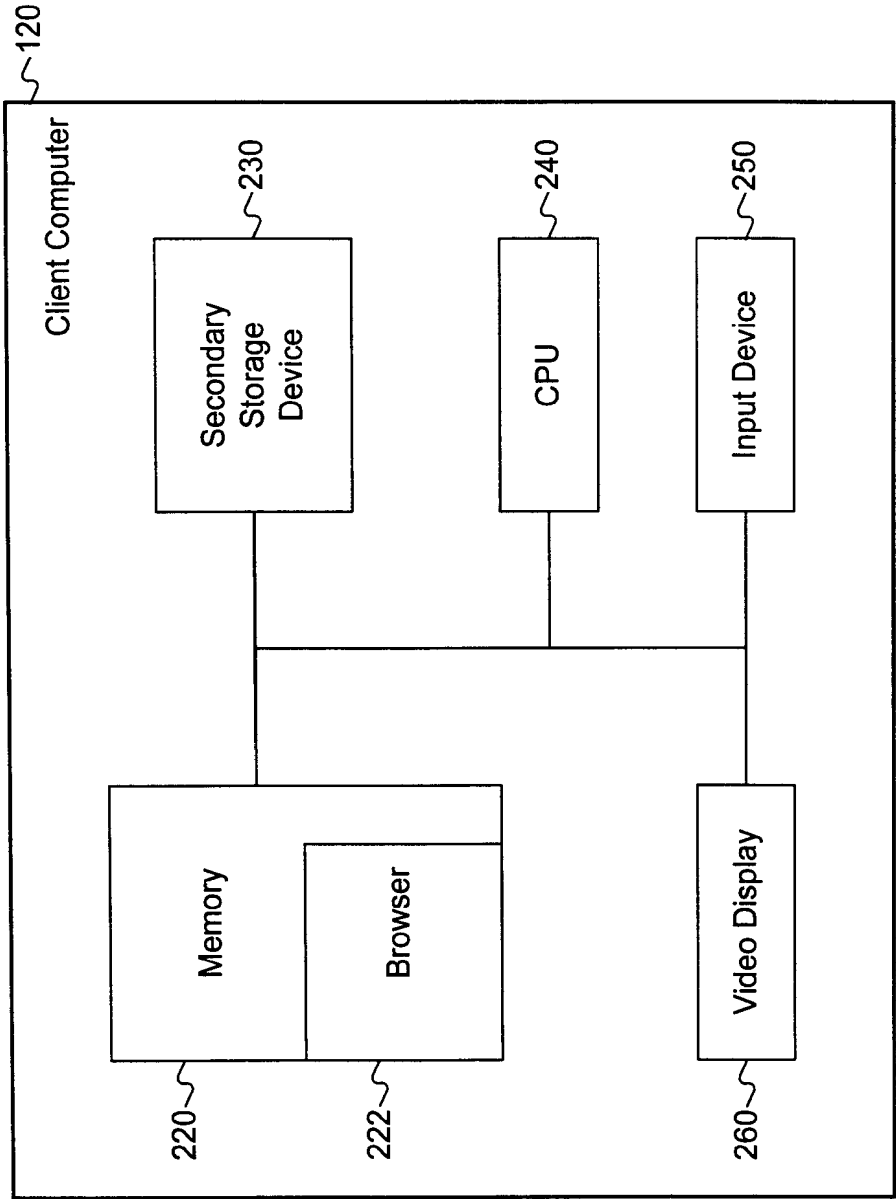 120
Client Computer
220
Memory
222
Browser
230
Secondary
Storage
Device
240
CPU
260
Video Display
250
Input Device